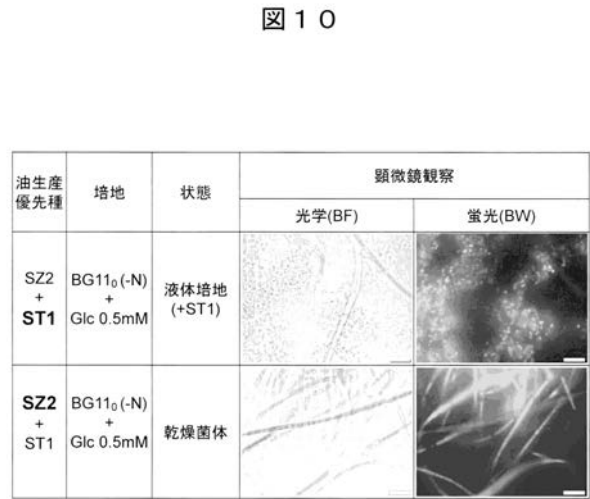 図１０
油生産
優先種
培地
状態
顕微鏡観察
光学(BF)
蛍光(BW)
SZ2
+
ST1
BG11₀(-N)
+
Glc 0.5mM
液体培地
(+ST1)
SZ2
+
ST1
BG11₀(-N)
+
Glc 0.5mM
乾燥菌体